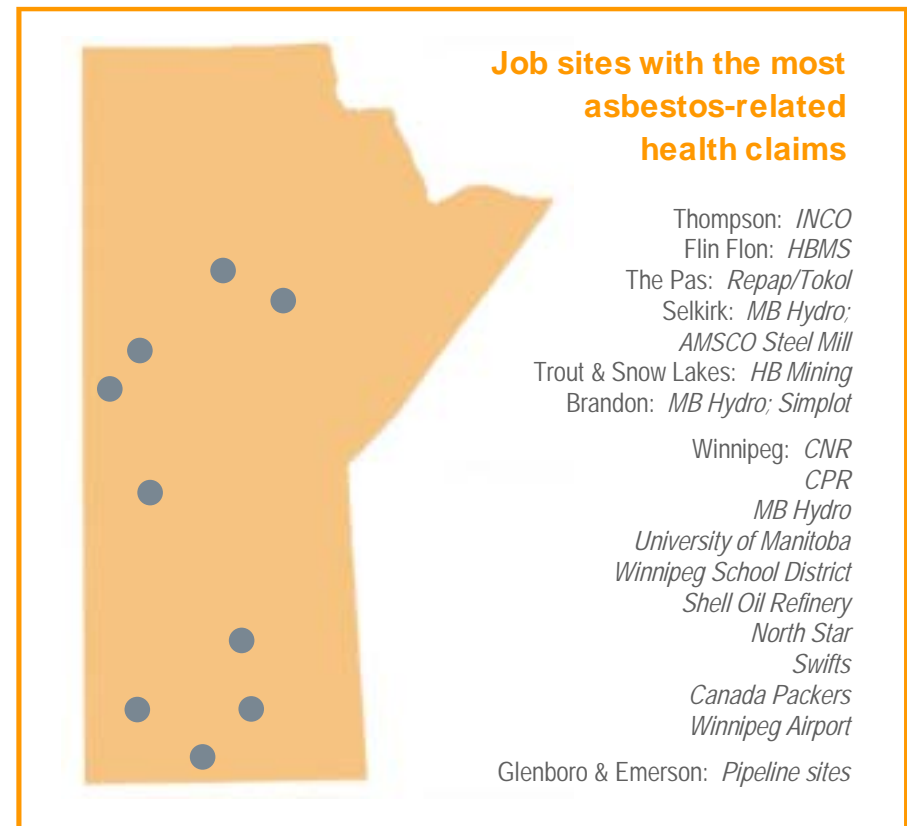 Job sites with the most
asbestos-related
health claims
Thompson: INCO
Flin Flon: HBMS
The Pas: Repap/Tokol
Selkirk: MB Hydro;
AMSCO Steel Mill
Trout & Snow Lakes: HB Mining
Brandon: MB Hydro; Simplot
Winnipeg: CNR
CPR
MB Hydro
University of Manitoba
Winnipeg School District
Shell Oil Refinery
North Star
Swifts
Canada Packers
Winnipeg Airport
Glenboro & Emerson: Pipeline sites